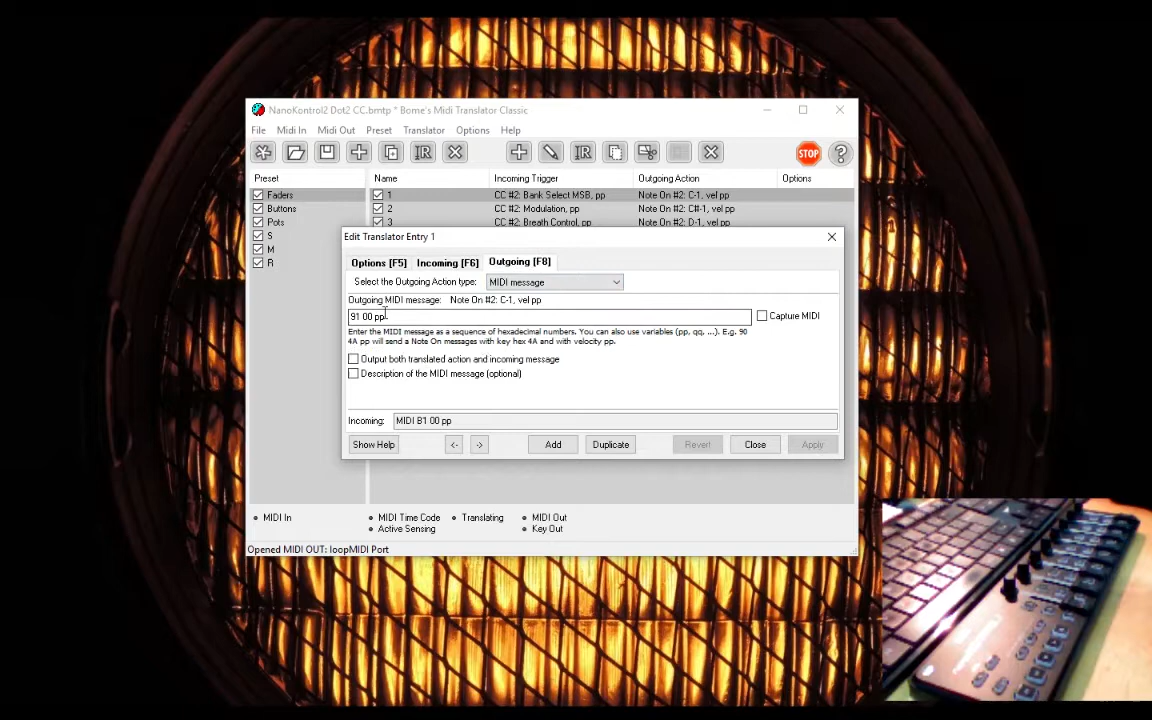 NanoKontrol2 Dot2 CC.bmtp * Bome's Midi Translator Classic
File Midi In Midi Out Preset Translator Options Help
IR IR STOP ?
Preset Name Incoming Trigger Outgoing Action Options
Faders 1 CC #2: Bank Select MSB, pp Note On #2: C-1, vel pp
Buttons 2 CC #2: Modulation, pp Note On #2: C#-1, vel pp
Pots 3 CC #2: Breath Control, pp Note On #2: D-1, vel pp
S
M
R
Edit Translator Entry 1
Options [F5] Incoming [F6] Outgoing [F8]
Select the Outgoing Action type: MIDI message
Outgoing MIDI message: Note On #2: C-1, vel pp
91 00 pp Capture MIDI
Enter the MIDI message as a sequence of hexadecimal numbers. You can also use variables (pp, qq, ...). E.g. 90
4A pp will send a Note On messages with key hex 4A and with velocity pp.
Output both translated action and incoming message
Description of the MIDI message (optional)
Incoming: MIDI B1 00 pp
Show Help <- -> Add Duplicate Revert Close Apply
MIDI In MIDI Time Code Translating MIDI Out
Active Sensing Key Out
Opened MIDI OUT: loopMIDI Port